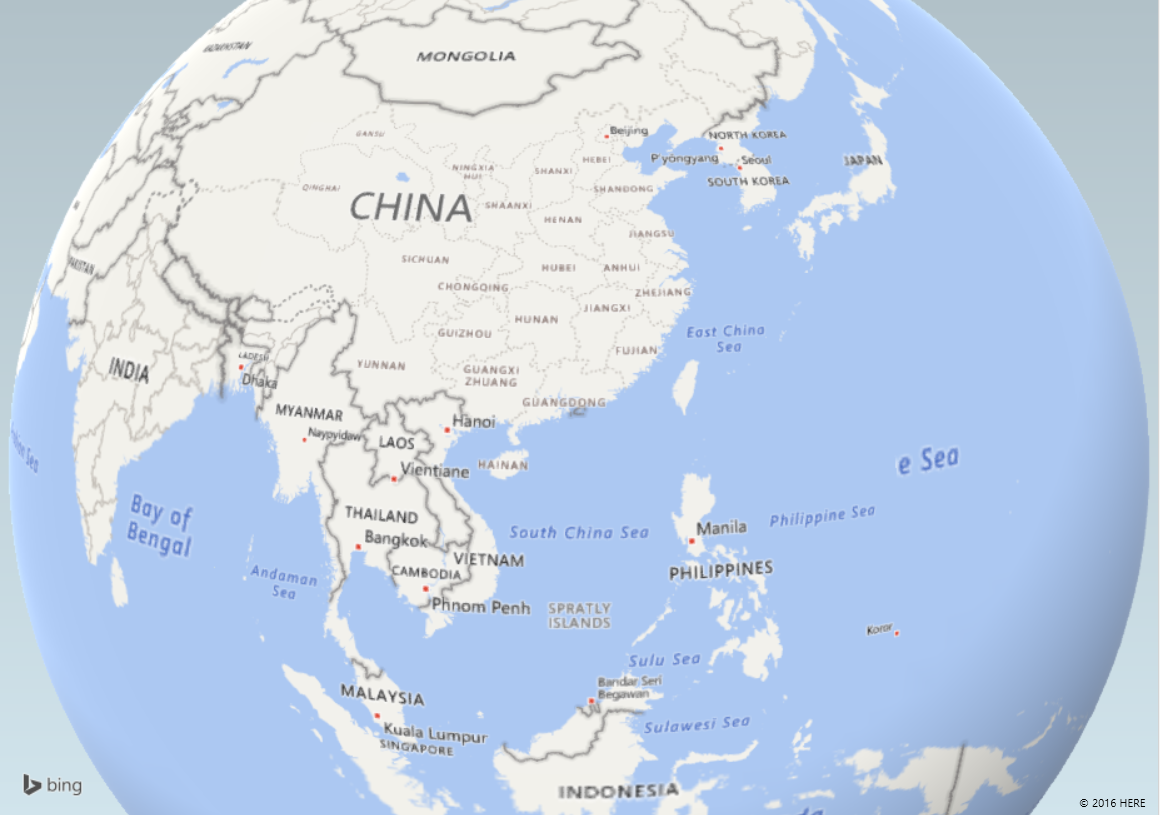 KAZAKHSTAN
MONGOLIA
GANSU
Beijing
HEBEI
NORTH KOREA
P'yongyang
Seoul
SOUTH KOREA
JAPAN
NINGXIA
HUI
SHANXI
QINGHAI
SHANDONG
CHINA
SHAANXI
HENAN
JIANGSU
PAKISTAN
SICHUAN
HUBEI
ANHUI
CHONGQING
ZHEJIANG
JIANGXI
HUNAN
GUIZHOU
East China
Sea
FUJIAN
YUNNAN
GUANGXI
ZHUANG
LADESH
INDIA
Dhaka
GUANGDONG
MYANMAR
Hanoi
Naypyidaw
LAOS
HAINAN
Vientiane
e Sea
Sea
Bay of
Bengal
THAILAND
Bangkok
South China Sea
Manila
Philippine Sea
VIETNAM
PHILIPPINES
CAMBODIA
Andaman
Sea
Phnom Penh
SPRATLY
ISLANDS
Koror
Sulu Sea
Bandar Seri
Begawan
MALAYSIA
Kuala Lumpur
SINGAPORE
Sulawesi Sea
INDONESIA
bing
© 2016 HERE